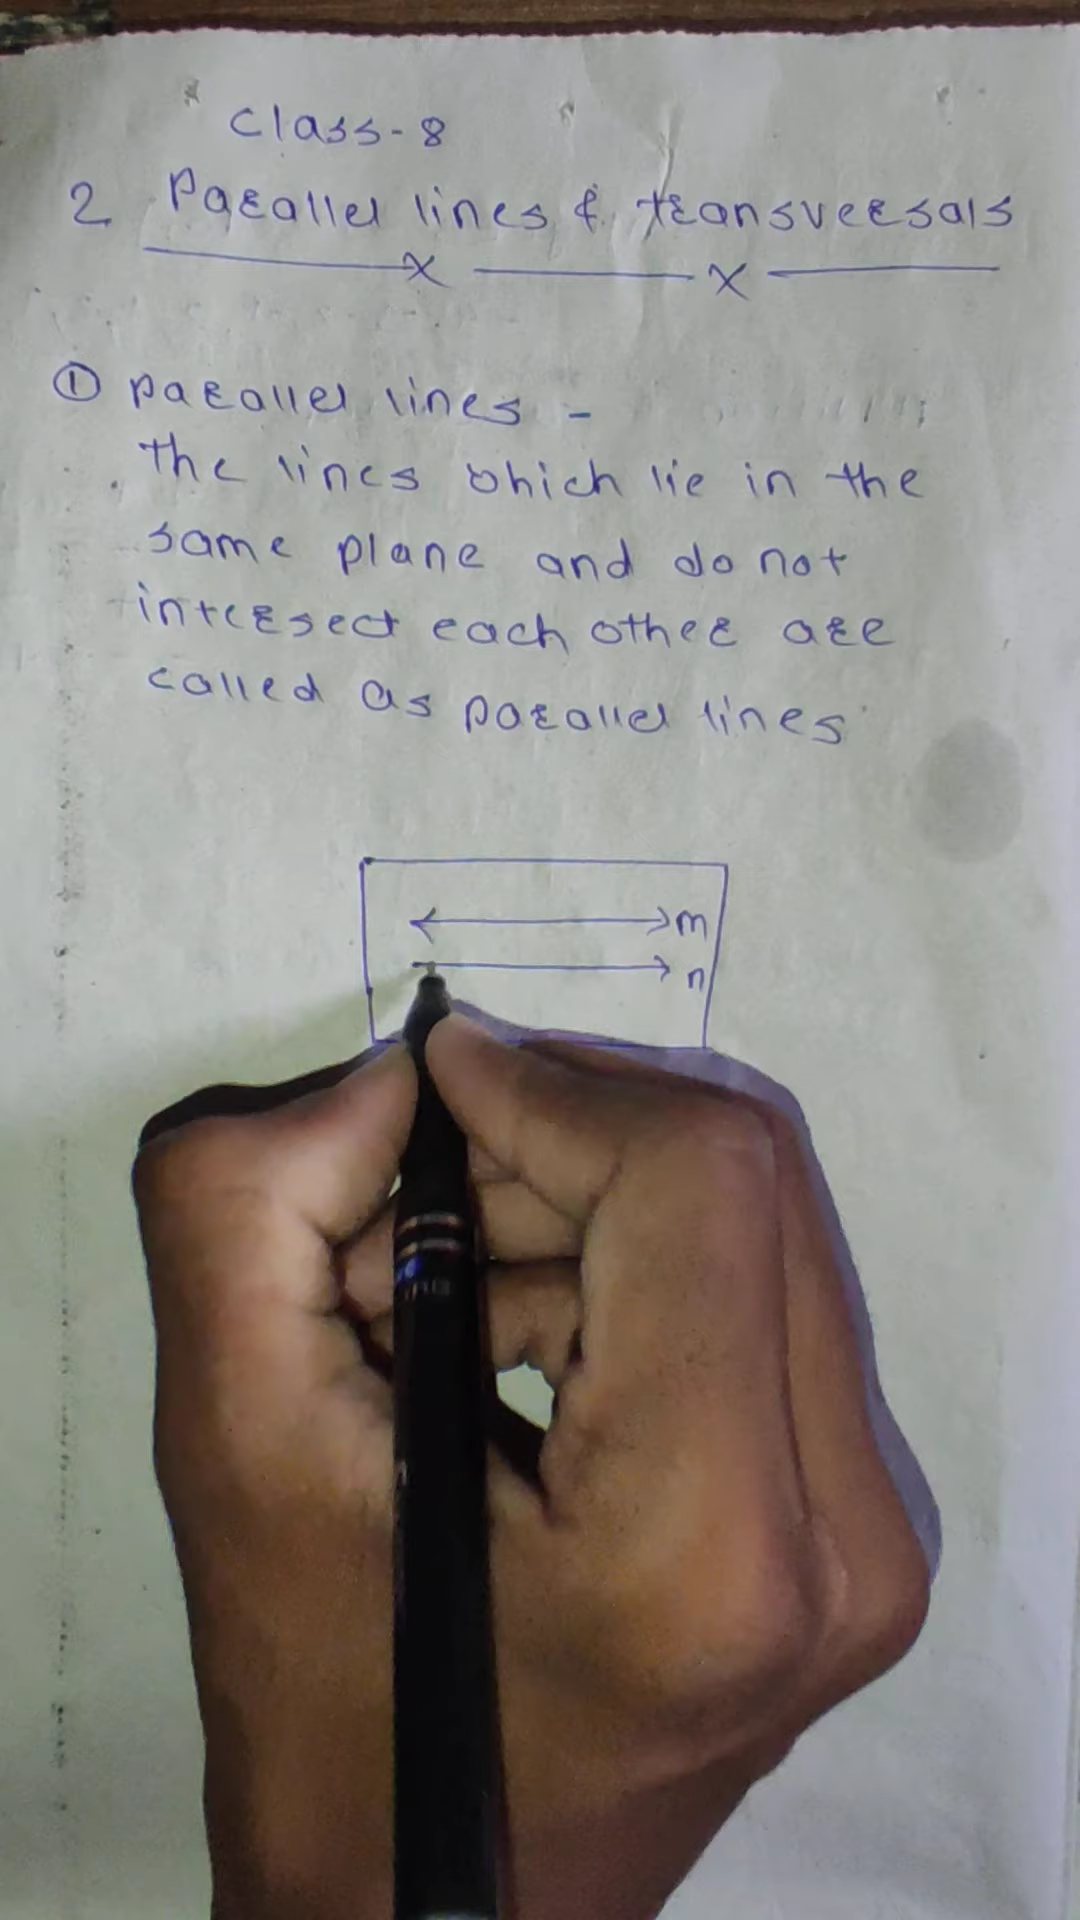 Class-8
2 Parallel lines & transversals
① parallel lines -
the lines which lie in the
same plane and do not
intersect each other are
called as parallel lines
m
n